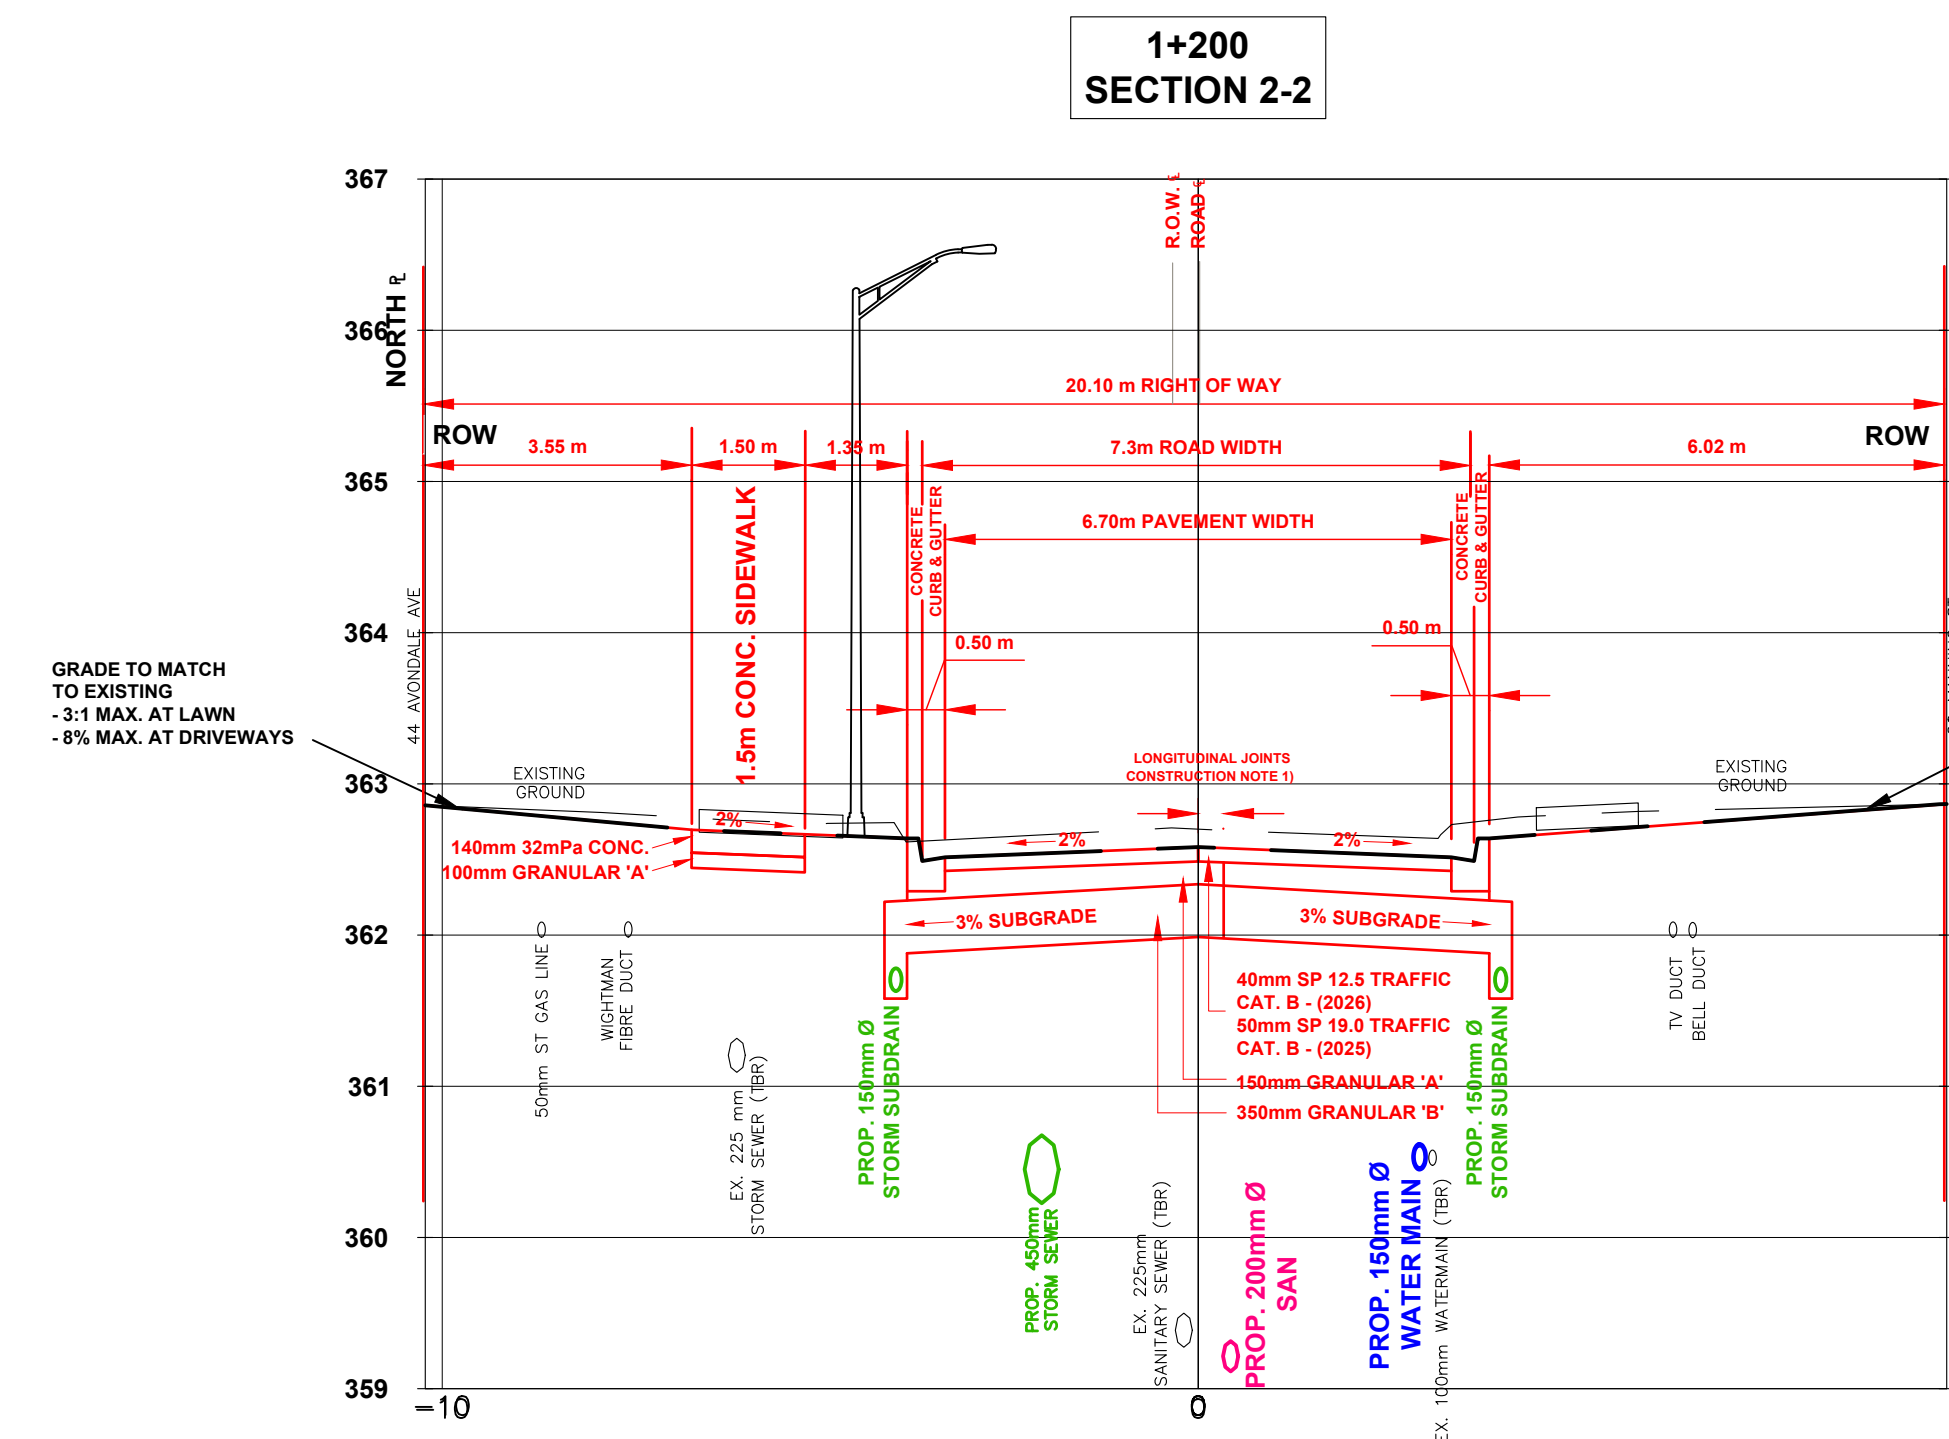 1+200
SECTION 2-2
367
366
365
364
363
362
361
360
359
-10
0
NORTH
R.O.W.
ROAD
20.10 m RIGHT OF WAY
ROW
ROW
3.55 m
1.50 m
1.35 m
7.3m ROAD WIDTH
6.02 m
6.70m PAVEMENT WIDTH
1.5m CONC. SIDEWALK
CONCRETE
CURB & GUTTER
CONCRETE
CURB & GUTTER
0.50 m
0.50 m
44 AVONDALE AVE
GRADE TO MATCH
TO EXISTING
- 3:1 MAX. AT LAWN
- 8% MAX. AT DRIVEWAYS
EXISTING
GROUND
LONGITUDINAL JOINTS
CONSTRUCTION NOTE 1)
EXISTING
GROUND
2%
2%
2%
140mm 32mPa CONC.
100mm GRANULAR 'A'
3% SUBGRADE
3% SUBGRADE
40mm SP 12.5 TRAFFIC
CAT. B - (2026)
50mm SP 19.0 TRAFFIC
CAT. B - (2025)
150mm GRANULAR 'A'
350mm GRANULAR 'B'
50mm ST GAS LINE
WIGHTMAN
FIBRE DUCT
EX. 225 mm
STORM SEWER (TBR)
PROP. 150mm Ø
STORM SUBDRAIN
PROP. 450mm
STORM SEWER
EX. 225mm
SANITARY SEWER (TBR)
PROP. 200mm Ø
SAN
PROP. 150mm Ø
WATER MAIN
EX. 100mm WATERMAIN (TBR)
PROP. 150mm Ø
STORM SUBDRAIN
TV DUCT
BELL DUCT